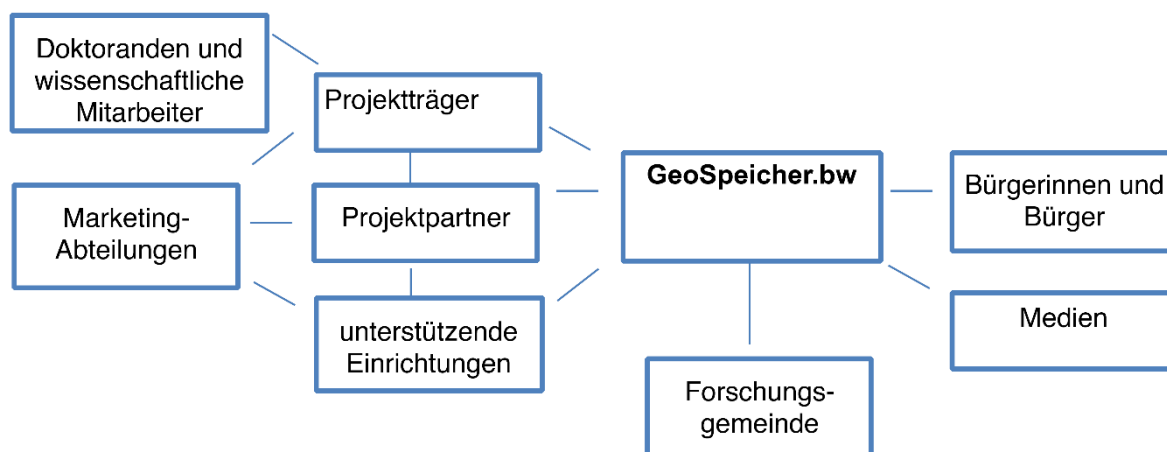 Doktoranden und
wissenschaftliche
Mitarbeiter
Projektträger
GeoSpeicher.bw
Bürgerinnen und
Bürger
Marketing-
Abteilungen
Projektpartner
unterstützende
Einrichtungen
Medien
Forschungs-
gemeinde